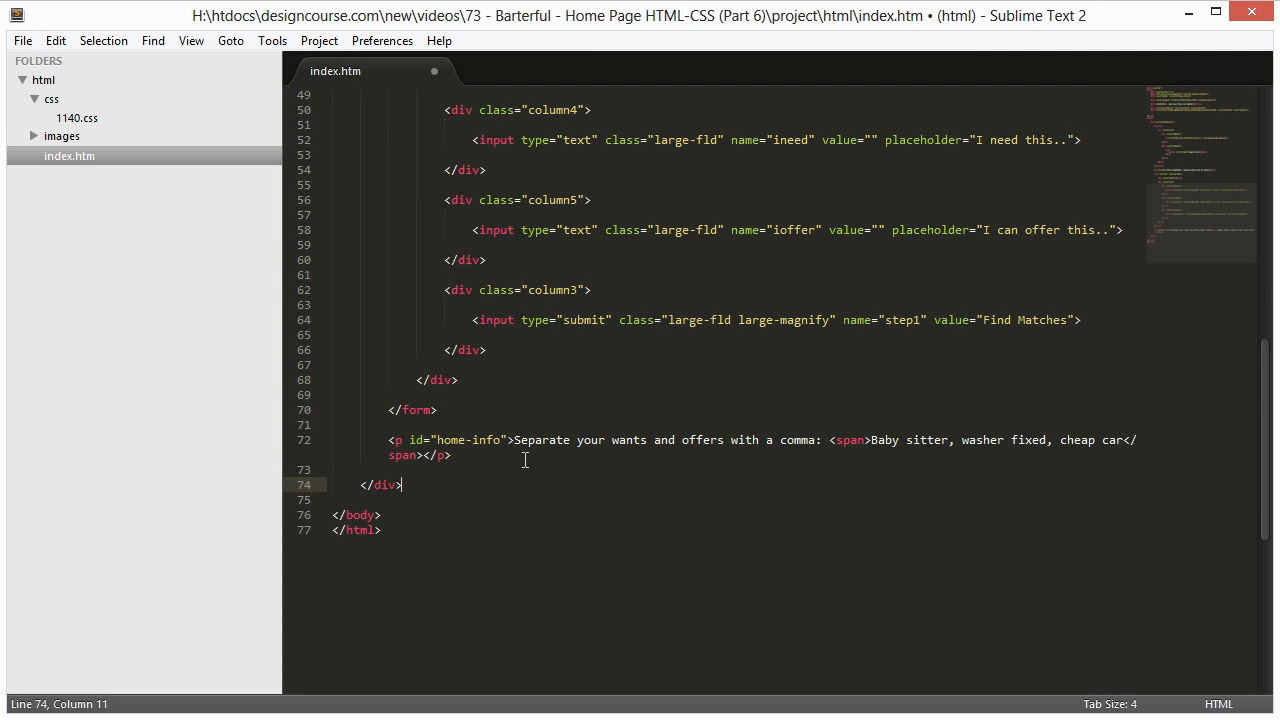 H:\htdocs\designcourse.com\new\videos\73 - Barterful - Home Page HTML-CSS (Part 6)\project\html\index.htm • (html) - Sublime Text 2
File Edit Selection Find View Goto Tools Project Preferences Help
FOLDERS
html
css
1140.css
images
index.htm
index.htm
49
50 <div class="column4">
51
52 <input type="text" class="large-fld" name="ineed" value="" placeholder="I need this..">
53
54 </div>
55
56 <div class="column5">
57
58 <input type="text" class="large-fld" name="ioffer" value="" placeholder="I can offer this..">
59
60 </div>
61
62 <div class="column3">
63
64 <input type="submit" class="large-fld large-magnify" name="step1" value="Find Matches">
65
66 </div>
67
68 </div>
69
70 </form>
71
72 <p id="home-info">Separate your wants and offers with a comma: <span>Baby sitter, washer fixed, cheap car</
span></p>
73
74 </div>
75
76 </body>
77 </html>
Line 74, Column 11
Tab Size: 4
HTML